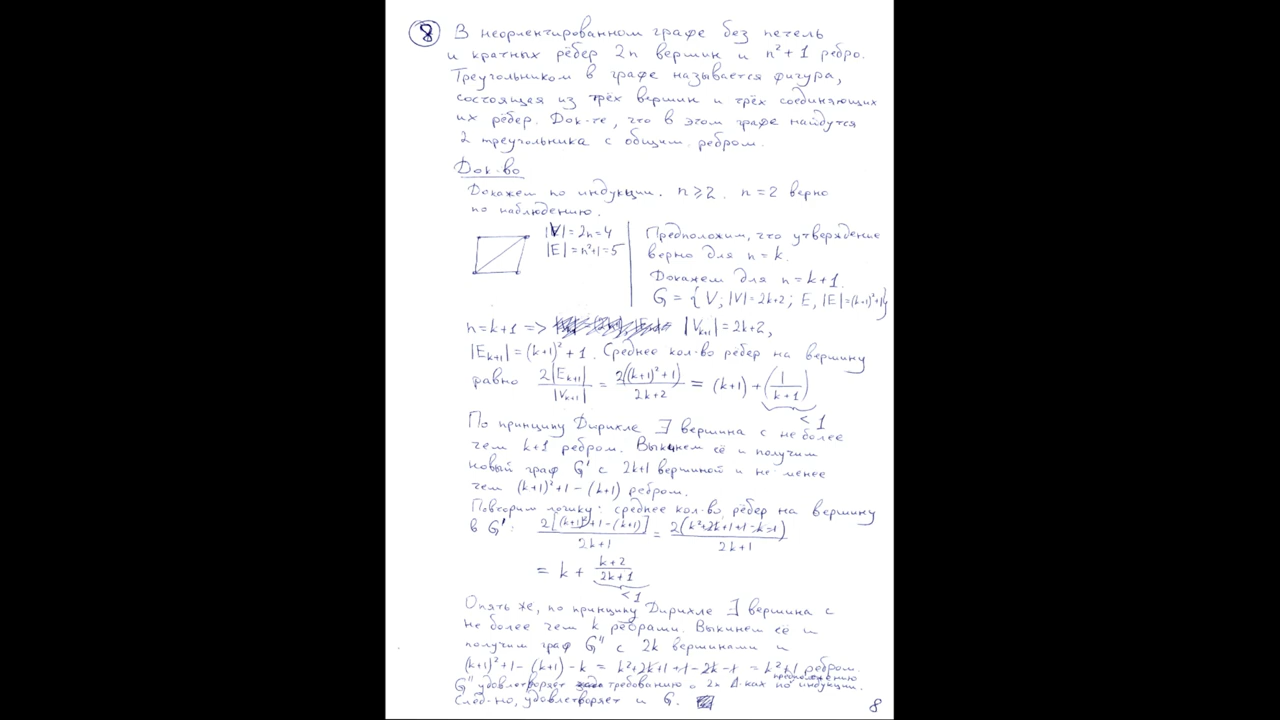 8 В неориентированном графе без петель
и кратных рёбер 2n вершин и n²+1 ребро.
Треугольником в графе называется фигура,
состоящая из трёх вершин и трёх соединяющих
их рёбер. Док-те, что в этом графе найдутся
2 треугольника с общим ребром.
Док-во
Докажем по индукции. n⩾2. n=2 верно
по наблюдению.
|V|=2n=4
|E|=n²+1=5
Предположим, что утверждение
верно для n=k.
Докажем для n=k+1.
G={V, |V|=2k+2; E, |E|=(k+1)²+1}
n=k+1 => |V_{k+1}|=2k+2,
|E_{k+1}|=(k+1)²+1. Среднее кол-во рёбер на вершину
равно 2|E_{k+1}|/|V_{k+1}| = 2((k+1)²+1)/(2k+2) = (k+1)+(1/(k+1))
<1
По принципу Дирихле ∃ вершина с не более
чем k+1 ребром. Выкинем её и получим
новый граф G' с 2k+1 вершиной и не менее
чем (k+1)²+1-(k+1) ребром.
Повторим логику: среднее кол-во рёбер на вершину
в G': 2[(k+1)²+1-(k+1)]/(2k+1) = 2(k²+2k+1+1-k-1)/(2k+1)
= k + (k+2)/(2k+1)
<1
Опять же, по принципу Дирихле ∃ вершина с
не более чем k рёбрами. Выкинем её и
получим граф G'' с 2k вершинами и
(k+1)²+1-(k+1)-k = k²+2k+1+1-2k-1 = k²+1 ребром.
G'' удовлетворяет требованию о 2х Δ-ках по предположению индукции.
След-но, удовлетворяет и G.
8